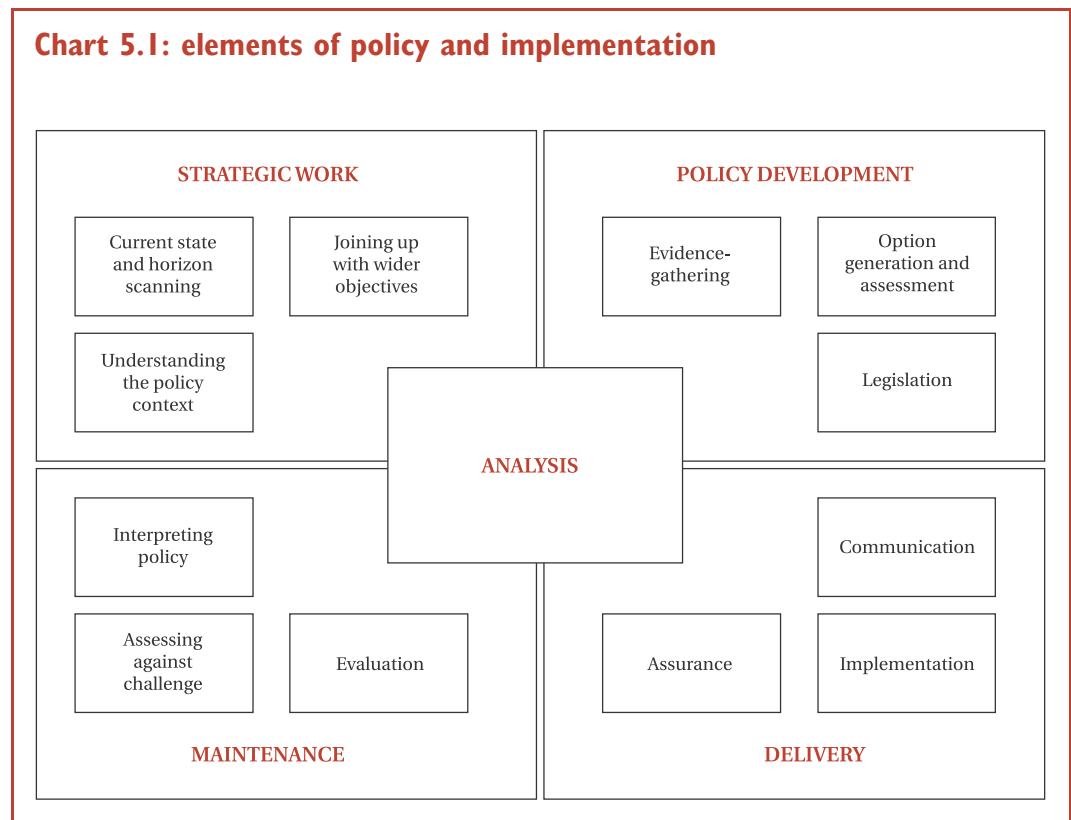 Chart 5.1: elements of policy and implementation
STRATEGIC WORK
Current state
and horizon
scanning
Joining up
with wider
objectives
Understanding
the policy
context
POLICY DEVELOPMENT
Evidence-
gathering
Option
generation and
assessment
Legislation
ANALYSIS
Interpreting
policy
Assessing
against
challenge
Evaluation
MAINTENANCE
Communication
Assurance
Implementation
DELIVERY